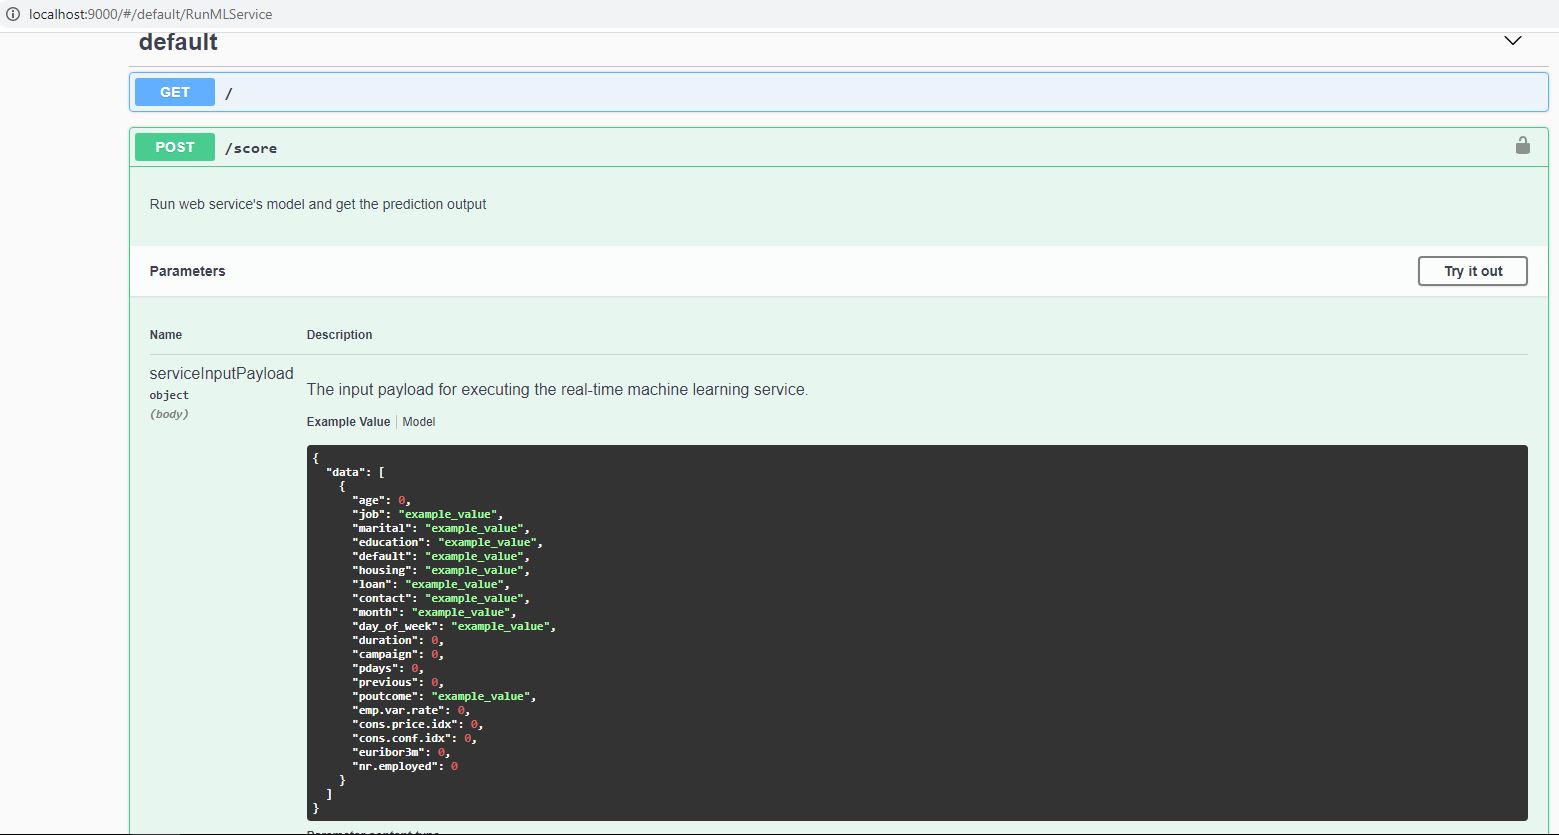 localhost:9000/#/default/RunMLService
default
GET /
POST /score
Run web service's model and get the prediction output
Parameters
Try it out
Name Description
serviceInputPayload
object
(body)
The input payload for executing the real-time machine learning service.
Example Value | Model
{
  "data": [
    {
      "age": 0,
      "job": "example_value",
      "marital": "example_value",
      "education": "example_value",
      "default": "example_value",
      "housing": "example_value",
      "loan": "example_value",
      "contact": "example_value",
      "month": "example_value",
      "day_of_week": "example_value",
      "duration": 0,
      "campaign": 0,
      "pdays": 0,
      "previous": 0,
      "poutcome": "example_value",
      "emp.var.rate": 0,
      "cons.price.idx": 0,
      "cons.conf.idx": 0,
      "euribor3m": 0,
      "nr.employed": 0
    }
  ]
}
Parameter content type